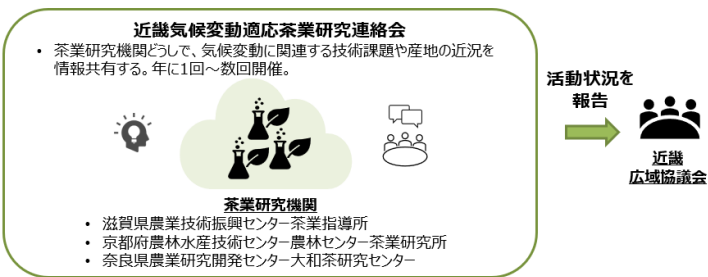 近畿気候変動適応茶業研究連絡会
• 茶業研究機関どうしで、気候変動に関連する技術課題や産地の近況を
情報共有する。年に1回～数回開催。
茶業研究機関
• 滋賀県農業技術振興センター茶業指導所
• 京都府農林水産技術センター農林センター茶業研究所
• 奈良県農業研究開発センター大和茶研究センター
活動状況を
報告
近畿
広域協議会